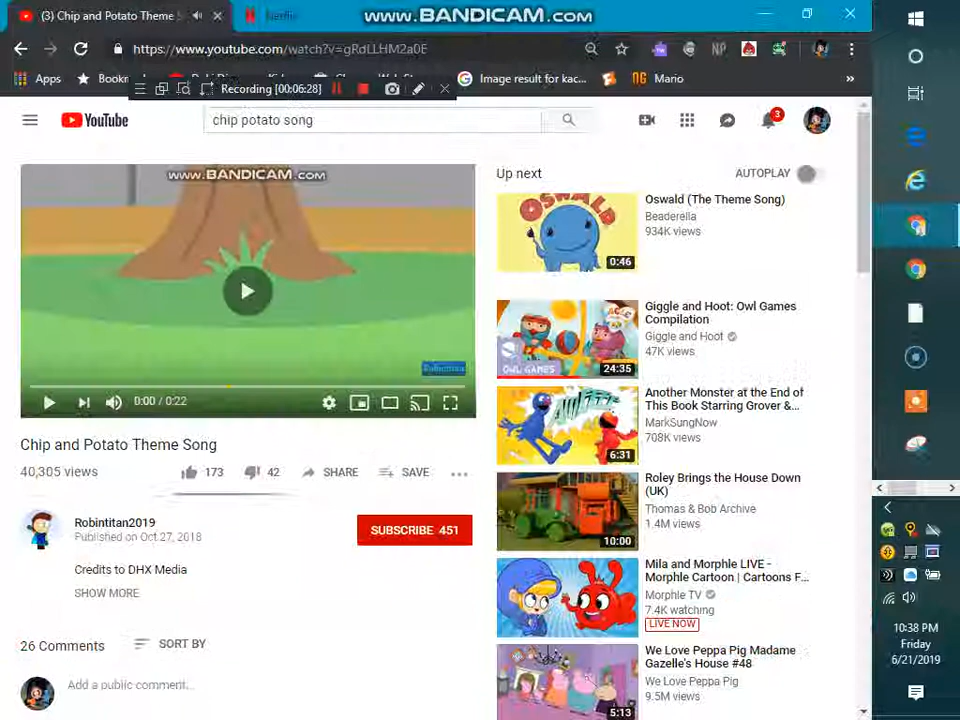 (3) Chip and Potato Theme S
Netflix
WWW.BANDICAM.COM
https://www.youtube.com/watch?v=gRdLLHM2a0E
Apps
Bookn
Image result for kac...
Mario
»
Recording [00:06:28]
YouTube
chip potato song
3
WWW.BANDICAM.COM
Robintitan
0:00 / 0:22
Chip and Potato Theme Song
40,305 views
173
42
SHARE
SAVE
Robintitan2019
Published on Oct 27, 2018
SUBSCRIBE 451
Credits to DHX Media
SHOW MORE
26 Comments
SORT BY
Add a public comment...
Up next
AUTOPLAY
OSWALD
0:46
Oswald (The Theme Song)
Beaderella
934K views
OWL GAMES
24:35
Giggle and Hoot: Owl Games
Compilation
Giggle and Hoot
47K views
6:31
Another Monster at the End of
This Book Starring Grover &...
MarkSungNow
708K views
10:00
Roley Brings the House Down
(UK)
Thomas & Bob Archive
1.4M views
Mila and Morphle LIVE -
Morphle Cartoon | Cartoons F...
Morphle TV
7.4K watching
LIVE NOW
5:13
We Love Peppa Pig Madame
Gazelle's House #48
We Love Peppa Pig
9.5M views
10:38 PM
Friday
6/21/2019